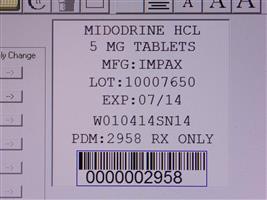 MIDODRINE HCL
5 MG TABLETS
MFG:IMPAX
LOT:10007650
EXP:07/14
W010414SN14
PDM:2958 RX ONLY
0000002958
ly Change
-->
-->
-->
-->
A
A
A